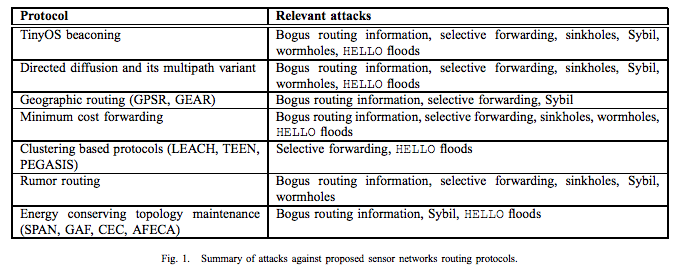 Protocol Relevant attacks
TinyOS beaconing Bogus routing information, selective forwarding, sinkholes, Sybil,
wormholes, HELLO floods
Directed diffusion and its multipath variant Bogus routing information, selective forwarding, sinkholes, Sybil,
wormholes, HELLO floods
Geographic routing (GPSR, GEAR) Bogus routing information, selective forwarding, Sybil
Minimum cost forwarding Bogus routing information, selective forwarding, sinkholes, wormholes,
HELLO floods
Clustering based protocols (LEACH, TEEN, Selective forwarding, HELLO floods
PEGASIS)
Rumor routing Bogus routing information, selective forwarding, sinkholes, Sybil,
wormholes
Energy conserving topology maintenance Bogus routing information, Sybil, HELLO floods
(SPAN, GAF, CEC, AFECA)
Fig. 1. Summary of attacks against proposed sensor networks routing protocols.